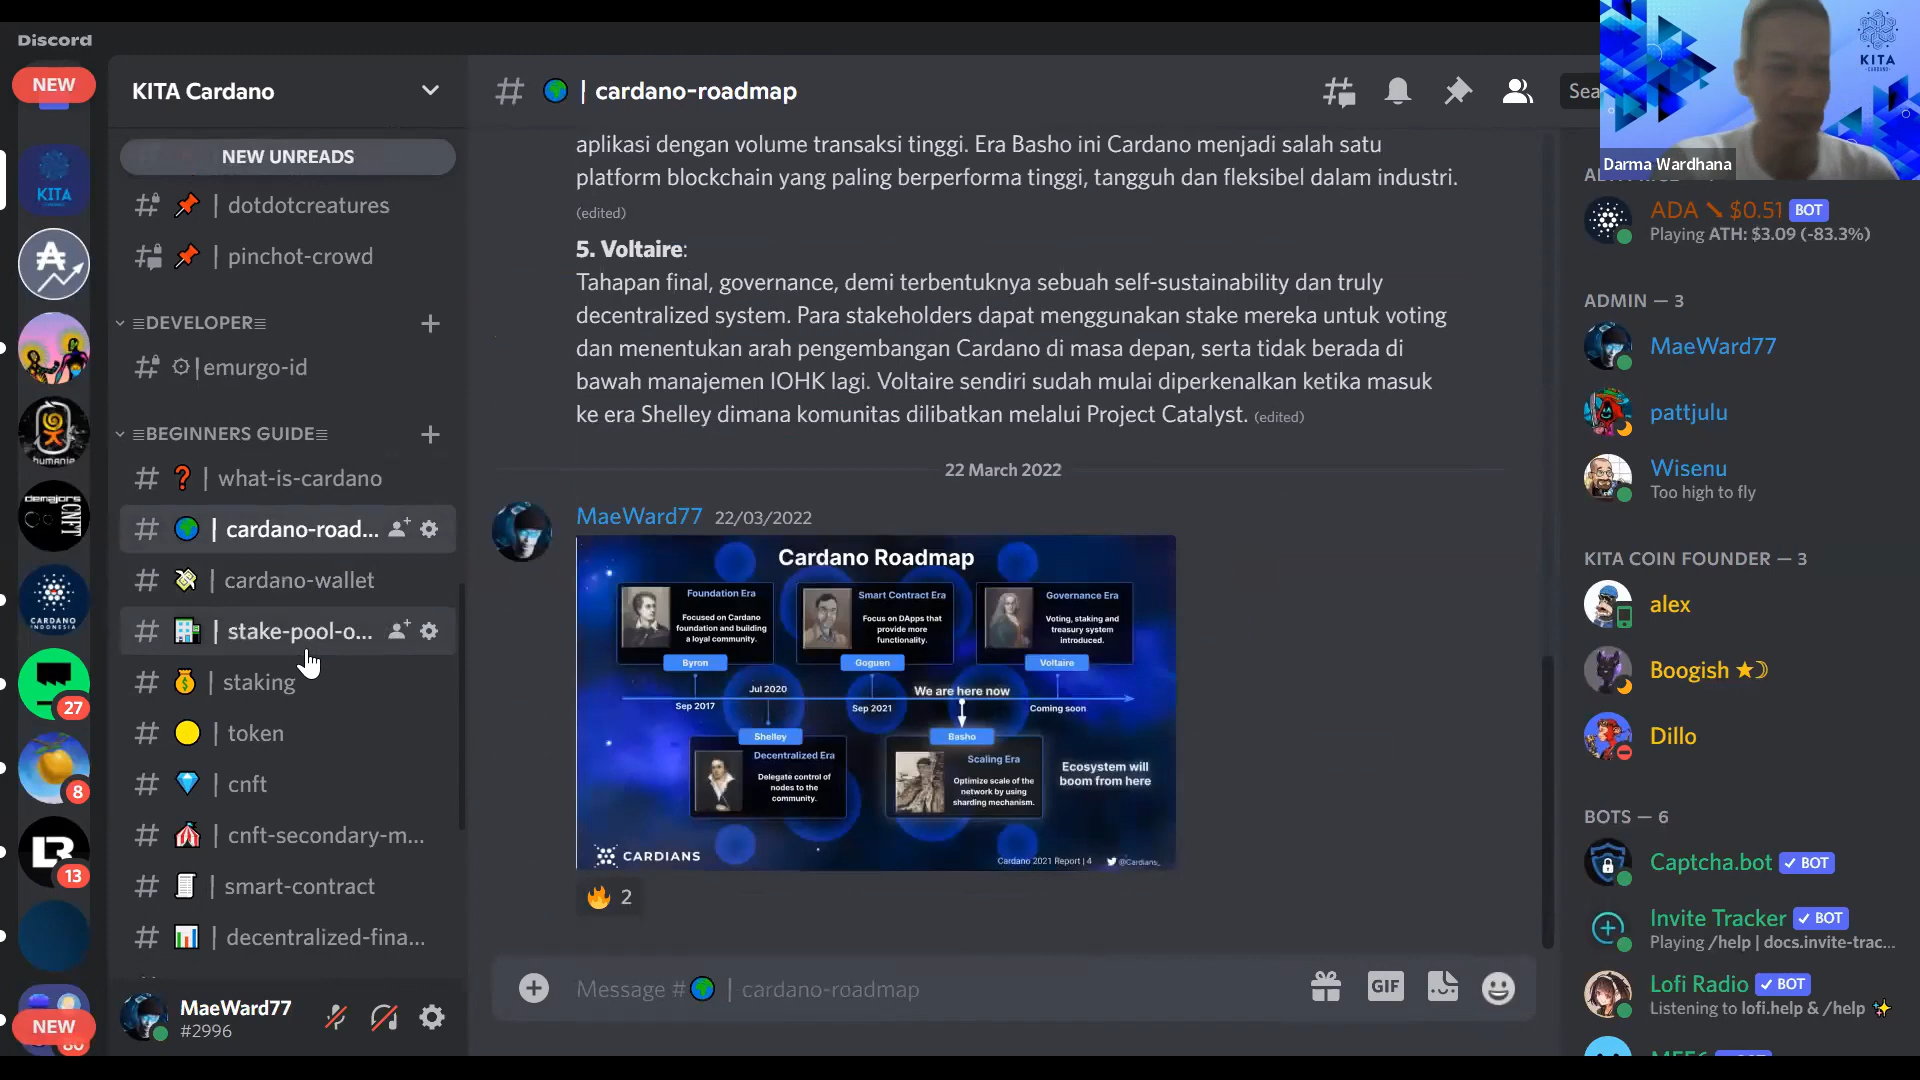 Discord
NEW
KITA
CARDANO INDONESIA
humania
demajors
CNFT
27
8
13
NEW
KITA Cardano
NEW UNREADS
| dotdotcreatures
| pinchot-crowd
≡DEVELOPER≡
|emurgo-id
≡BEGINNERS GUIDE≡
| what-is-cardano
| cardano-road...
| cardano-wallet
| stake-pool-o...
| staking
| token
| cnft
| cnft-secondary-m...
| smart-contract
| decentralized-fina...
MaeWard77
#2996
| cardano-roadmap
aplikasi dengan volume transaksi tinggi. Era Basho ini Cardano menjadi salah satu
platform blockchain yang paling berperforma tinggi, tangguh dan fleksibel dalam industri.
(edited)
5. Voltaire:
Tahapan final, governance, demi terbentuknya sebuah self-sustainability dan truly
decentralized system. Para stakeholders dapat menggunakan stake mereka untuk voting
dan menentukan arah pengembangan Cardano di masa depan, serta tidak berada di
bawah manajemen IOHK lagi. Voltaire sendiri sudah mulai diperkenalkan ketika masuk
ke era Shelley dimana komunitas dilibatkan melalui Project Catalyst. (edited)
22 March 2022
MaeWard77 22/03/2022
Cardano Roadmap
Foundation Era
Focused on Cardano
foundation and building
a loyal community.
Byron
Smart Contract Era
Focus on DApps that
provide more
functionality.
Goguen
Governance Era
Voting, staking and
treasury system
introduced.
Voltaire
Sep 2017
Jul 2020
Sep 2021
We are here now
Coming soon
Shelley
Decentralized Era
Delegate control of
nodes to the
community.
Basho
Scaling Era
Optimize scale of the
network by using
sharding mechanism.
Ecosystem will
boom from here
CARDIANS
Cardano 2021 Report | 4
@Cardians_
2
Message # | cardano-roadmap
GIF
Sea
KITA
CARDANO
Darma Wardhana
ADA $0.51 BOT
Playing ATH: $3.09 (-83.3%)
ADMIN — 3
MaeWard77
pattjulu
Wisenu
Too high to fly
KITA COIN FOUNDER — 3
alex
Boogish
Dillo
BOTS — 6
Captcha.bot BOT
Invite Tracker BOT
Playing /help | docs.invite-trac...
Lofi Radio BOT
Listening to lofi.help & /help